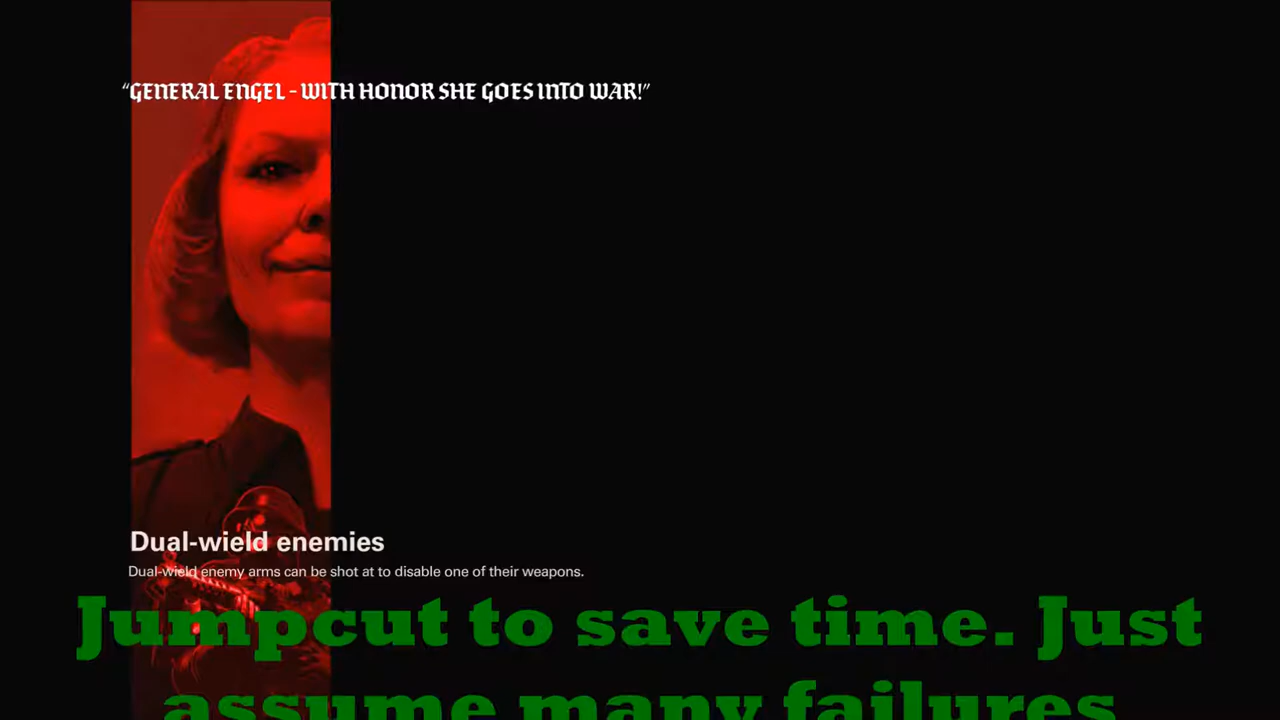 “GENERAL ENGEL - WITH HONOR SHE GOES INTO WAR!”
Dual-wield enemies
Dual-wield enemy arms can be shot at to disable one of their weapons.
Jumpcut to save time. Just
assume many failures